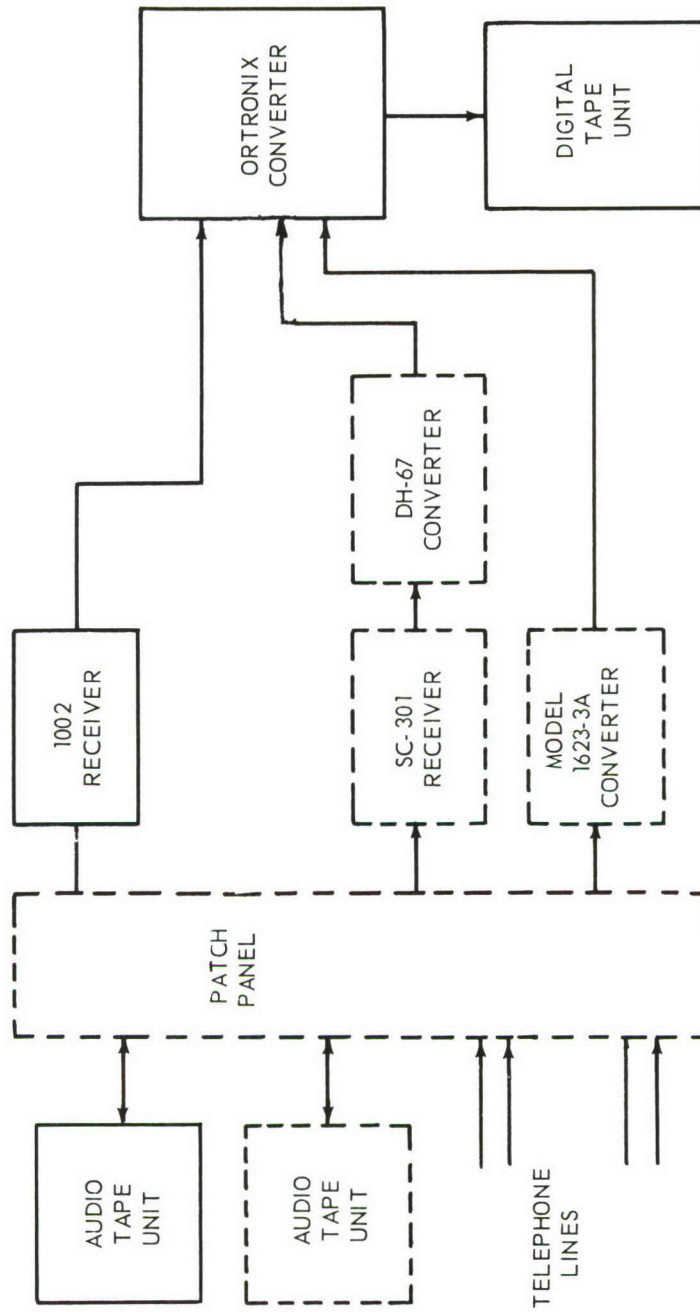 AUDIO
TAPE
UNIT
AUDIO
TAPE
UNIT
TELEPHONE
LINES
PATCH
PANEL
1002
RECEIVER
SC-301
RECEIVER
MODEL
1623-3A
CONVERTER
DH-67
CONVERTER
ORTRONIX
CONVERTER
DIGITAL
TAPE
UNIT